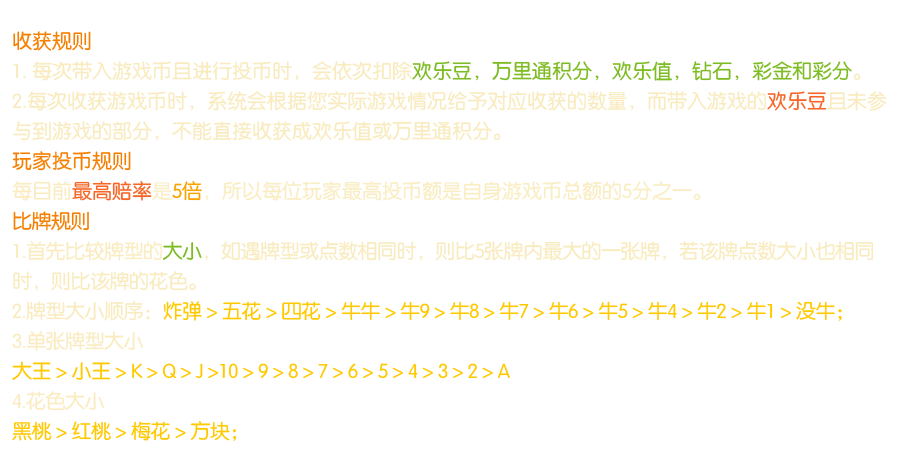 收获规则
1. 每次带入游戏币且进行投币时，会依次扣除欢乐豆，万里通积分，欢乐值，钻石，彩金和彩分。
2.每次收获游戏币时，系统会根据您实际游戏情况给予对应收获的数量，而带入游戏的欢乐豆且未参
与到游戏的部分，不能直接收获成欢乐值或万里通积分。
玩家投币规则
每目前最高赔率是5倍，所以每位玩家最高投币额是自身游戏币总额的5分之一。
比牌规则
1.首先比较牌型的大小，如遇牌型或点数相同时，则比5张牌内最大的一张牌，若该牌点数大小也相同
时，则比该牌的花色。
2.牌型大小顺序：炸弹 > 五花 > 四花 > 牛牛 > 牛9 > 牛8 > 牛7 > 牛6 > 牛5 > 牛4 > 牛2 > 牛1 > 没牛；
3.单张牌型大小
大王 > 小王 > K > Q > J >10 > 9 > 8 > 7 > 6 > 5 > 4 > 3 > 2 > A
4.花色大小
黑桃 > 红桃 > 梅花 > 方块；